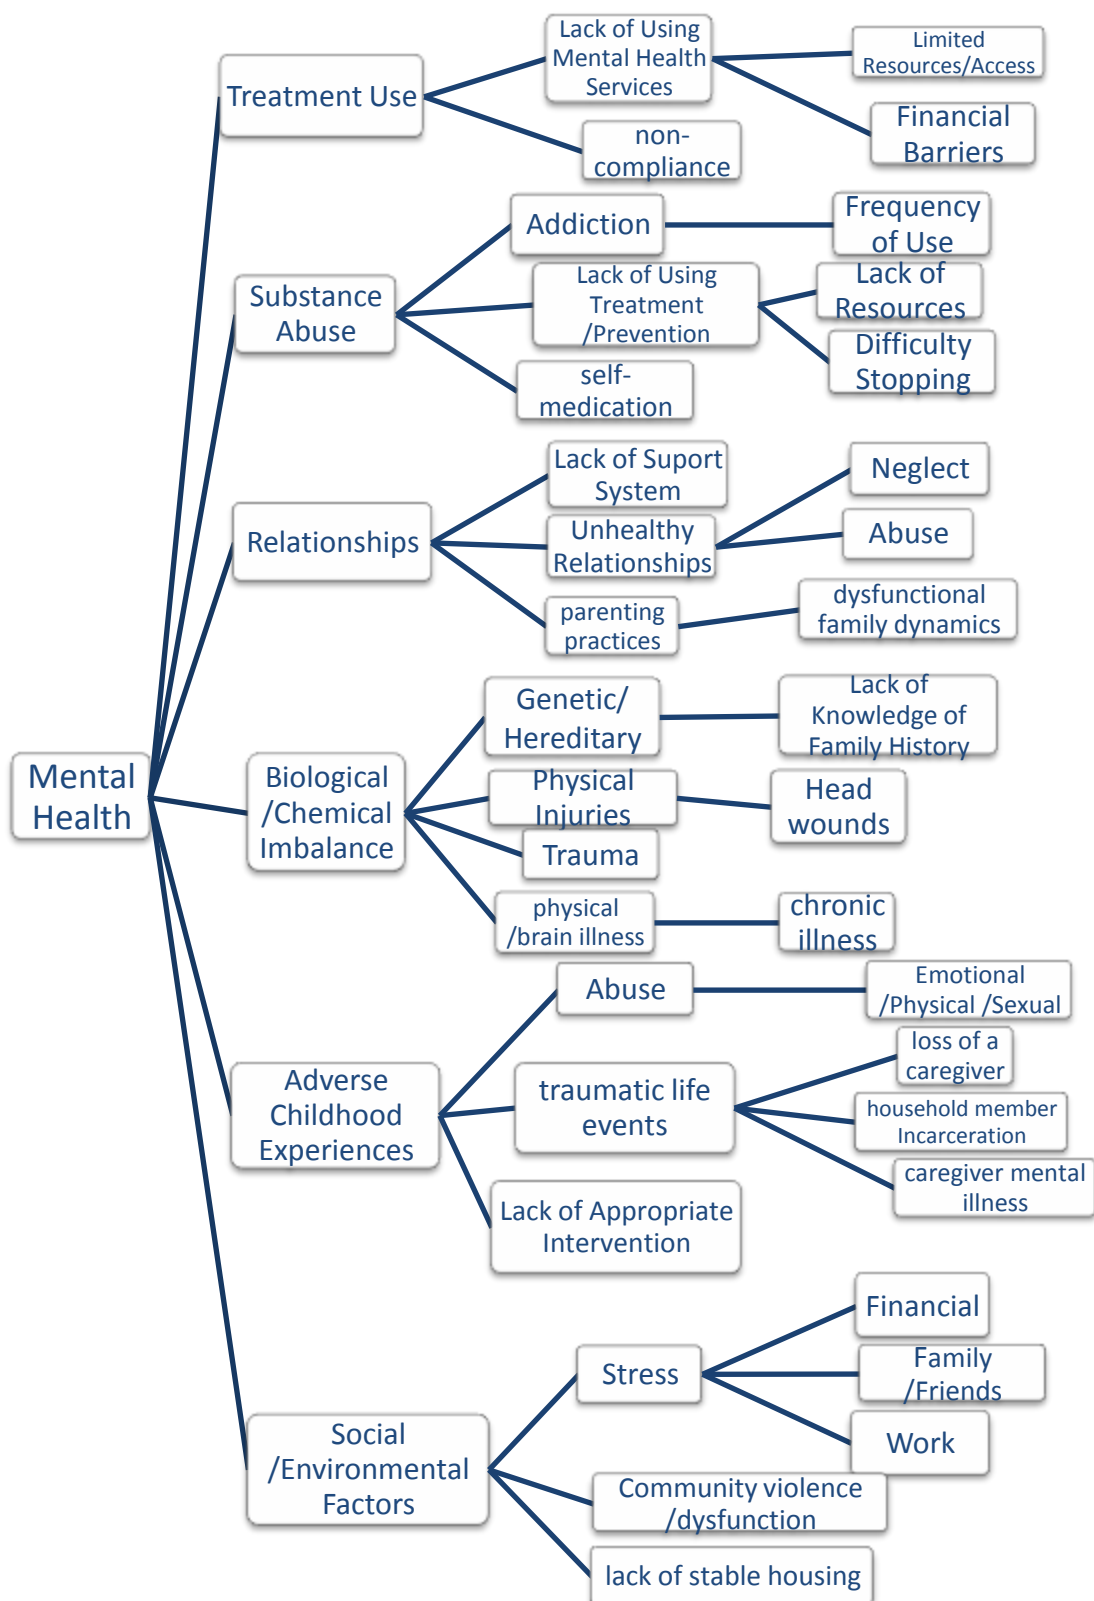 Mental
Health
Treatment Use
Lack of Using
Mental Health
Services
Limited
Resources/Access
Financial
Barriers
non-
compliance
Substance
Abuse
Addiction
Frequency
of Use
Lack of Using
Treatment
/Prevention
Lack of
Resources
Difficulty
Stopping
self-
medication
Relationships
Lack of Suport
System
Unhealthy
Relationships
Neglect
Abuse
parenting
practices
dysfunctional
family dynamics
Biological
/Chemical
Imbalance
Genetic/
Hereditary
Lack of
Knowledge of
Family History
Physical
Injuries
Head
wounds
Trauma
physical
/brain illness
chronic
illness
Adverse
Childhood
Experiences
Abuse
Emotional
/Physical /Sexual
traumatic life
events
loss of a
caregiver
household member
Incarceration
caregiver mental
illness
Lack of Appropriate
Intervention
Social
/Environmental
Factors
Stress
Financial
Family
/Friends
Work
Community violence
/dysfunction
lack of stable housing